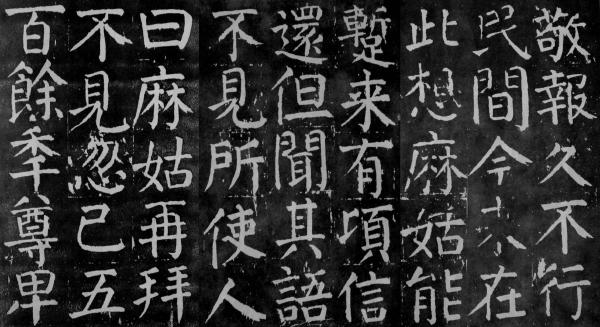 敬報久不行
民間今来在
此想麻姑能
蹔来有頃信
還但聞其語
不見所使人
曰麻姑再拜
不見忽已五
百餘秊尊卑